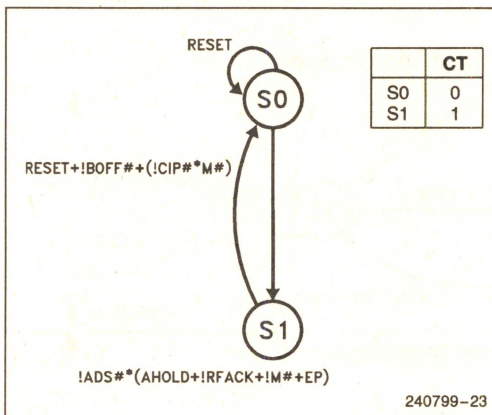 RESET
S0
CT
S0 0
S1 1
RESET+!BOFF#+(!CIP#*M#)
S1
!ADS#*(AHOLD+!RFACK+!M#+EP)
240799-23